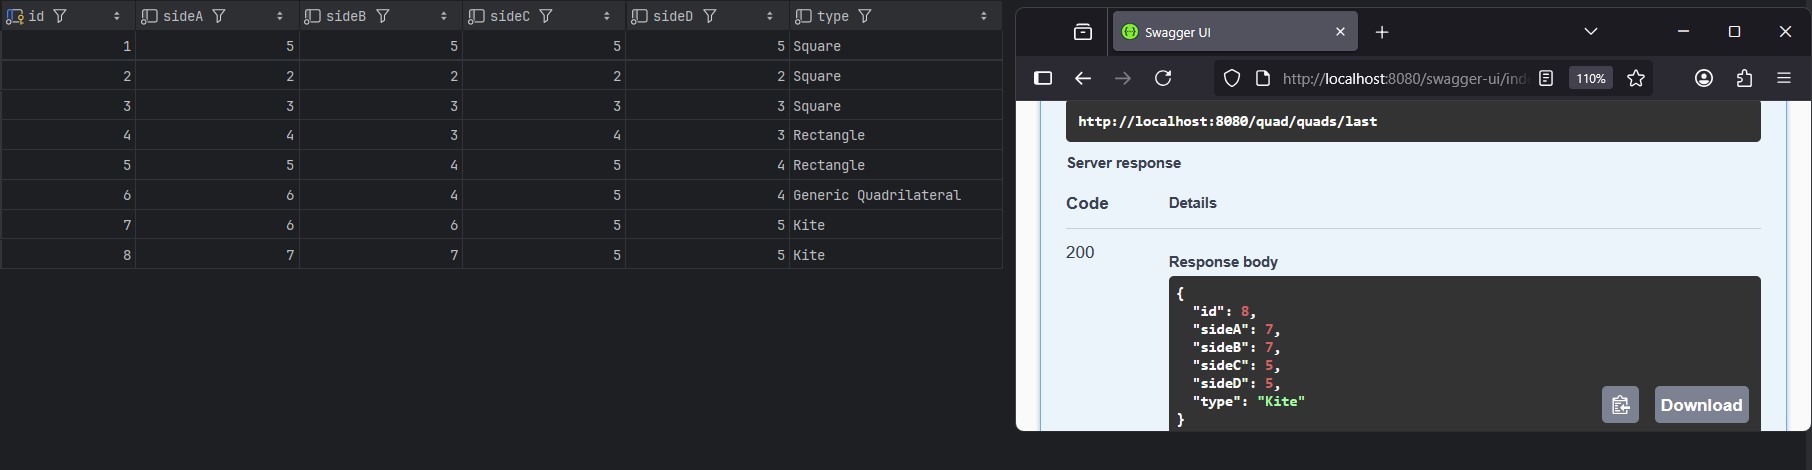 id sideA sideB sideC sideD type
1 5 5 5 5 Square
2 2 2 2 2 Square
3 3 3 3 3 Square
4 4 3 4 3 Rectangle
5 5 4 5 4 Rectangle
6 6 4 5 4 Generic Quadrilateral
7 6 6 5 5 Kite
8 7 7 5 5 Kite
Swagger UI
http://localhost:8080/swagger-ui/ind
110%
http://localhost:8080/quad/quads/last
Server response
Code Details
200
Response body
{
"id": 8,
"sideA": 7,
"sideB": 7,
"sideC": 5,
"sideD": 5,
"type": "Kite"
}
Download